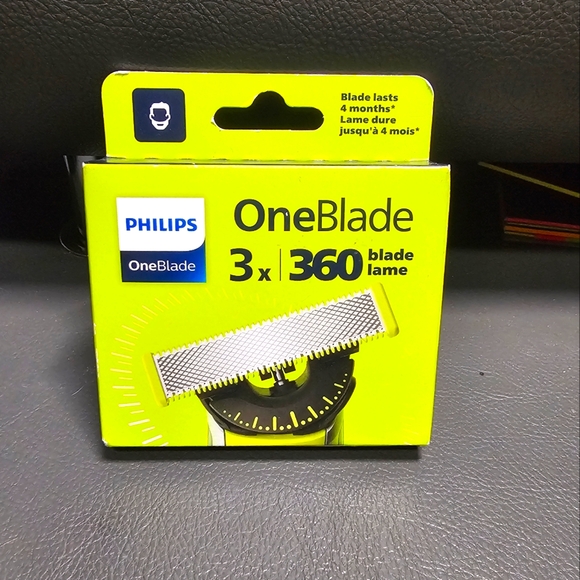 Blade lasts
4 months*
Lame dure
jusqu'à 4 mois*
PHILIPS
OneBlade
OneBlade
3x 360 blade
lame